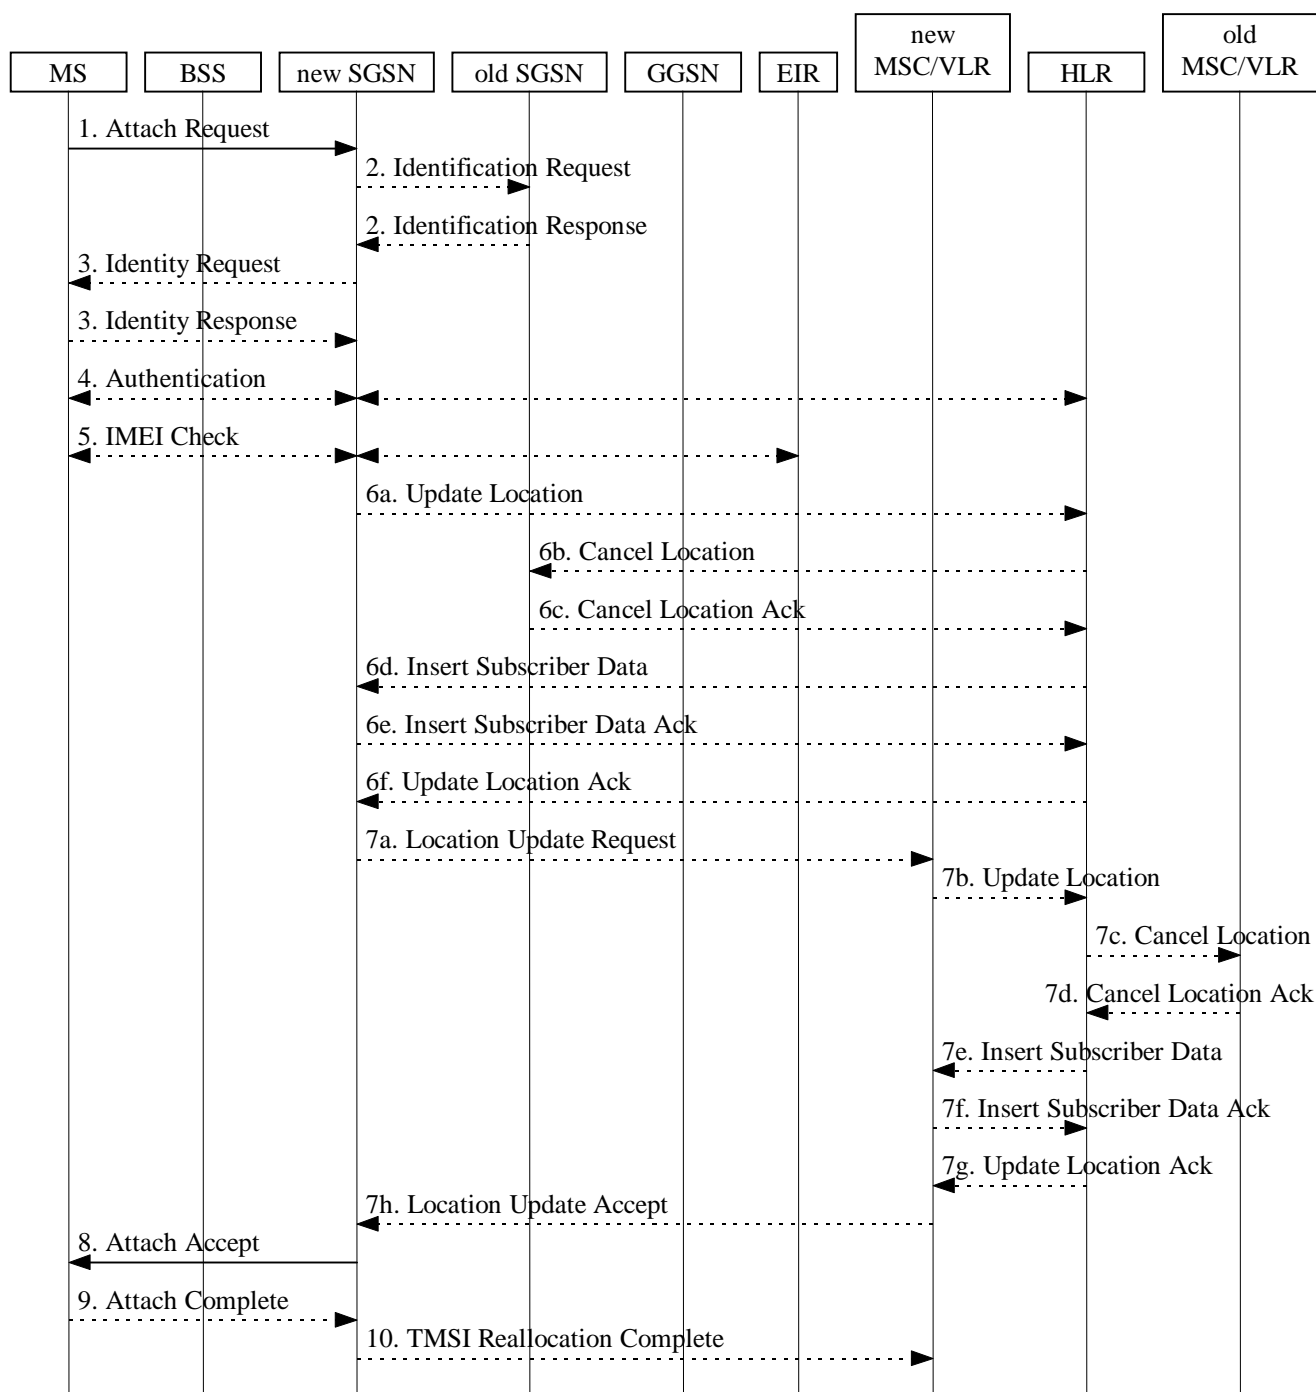 new
old
MS
BSS
new SGSN
old SGSN
GGSN
EIR
MSC/VLR
HLR
MSC/VLR
1. Attach Request
2. Identification Request
2. Identification Response
3. Identity Request
3. Identity Response
4. Authentication
5. IMEI Check
6a. Update Location
6b. Cancel Location
6c. Cancel Location Ack
6d. Insert Subscriber Data
6e. Insert Subscriber Data Ack
6f. Update Location Ack
7a. Location Update Request
7b. Update Location
7c. Cancel Location
7d. Cancel Location Ack
7e. Insert Subscriber Data
7f. Insert Subscriber Data Ack
7g. Update Location Ack
7h. Location Update Accept
8. Attach Accept
9. Attach Complete
10. TMSI Reallocation Complete